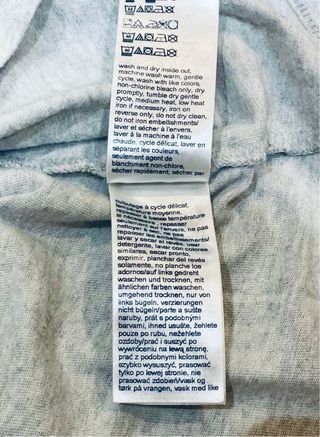 wash and dry inside out,
machine wash warm, gentle
cycle, wash with like colors,
non-chlorine bleach only, dry
promptly, tumble dry gentle
cycle, medium heat, low heat
iron if necessary, iron on
reverse only, do not dry clean,
do not iron embellishments/
laver et sécher à l'envers,
laver à la machine à l'eau
chaude, cycle délicat, laver en
séparant les couleurs,
seulement agent de
blanchiment non-chlore,
sécher rapidement, sécher par
culbutage à cycle délicat,
température moyenne,
repasser à basse température
si nécessaire, repasser
seulement sur l'envers, ne pas
nettoyer à sec, ne pas
repasser les embellissements/
lavar y secar al revés, usar
detergente, lavar con colores
similares, secar pronto,
exprimir, planchar del revés
solamente, no planche los
adornos/auf links gedreht
waschen und trocknen, mit
ähnlichen farben waschen,
umgehend trocknen, nur von
links bügeln, verzierungen
nicht bügeln/perte a sušte
naruby, prát s podobnými
barvami, ihned usušte, žehlete
pouze po rubu, nežehlete
ozdoby/prać i suszyć po
wywróceniu na lewą stronę,
prać z podobnymi kolorami,
szybko wysuszyć, prasować
tylko po lewej stronie, nie
prasować zdobień/vask og
tørk på vrangen, vask med like